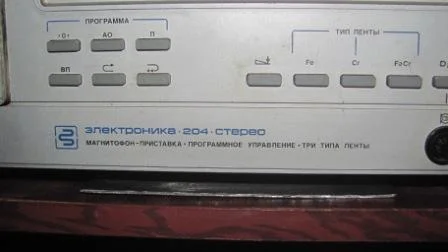 ПРОГРАММА
ТИП ЛЕНТЫ
›О‹ АО П
Fe Cr FeCr
ВП
электроника·204·стерео
МАГНИТОФОН-ПРИСТАВКА·ПРОГРАММНОЕ УПРАВЛЕНИЕ·ТРИ ТИПА ЛЕНТЫ